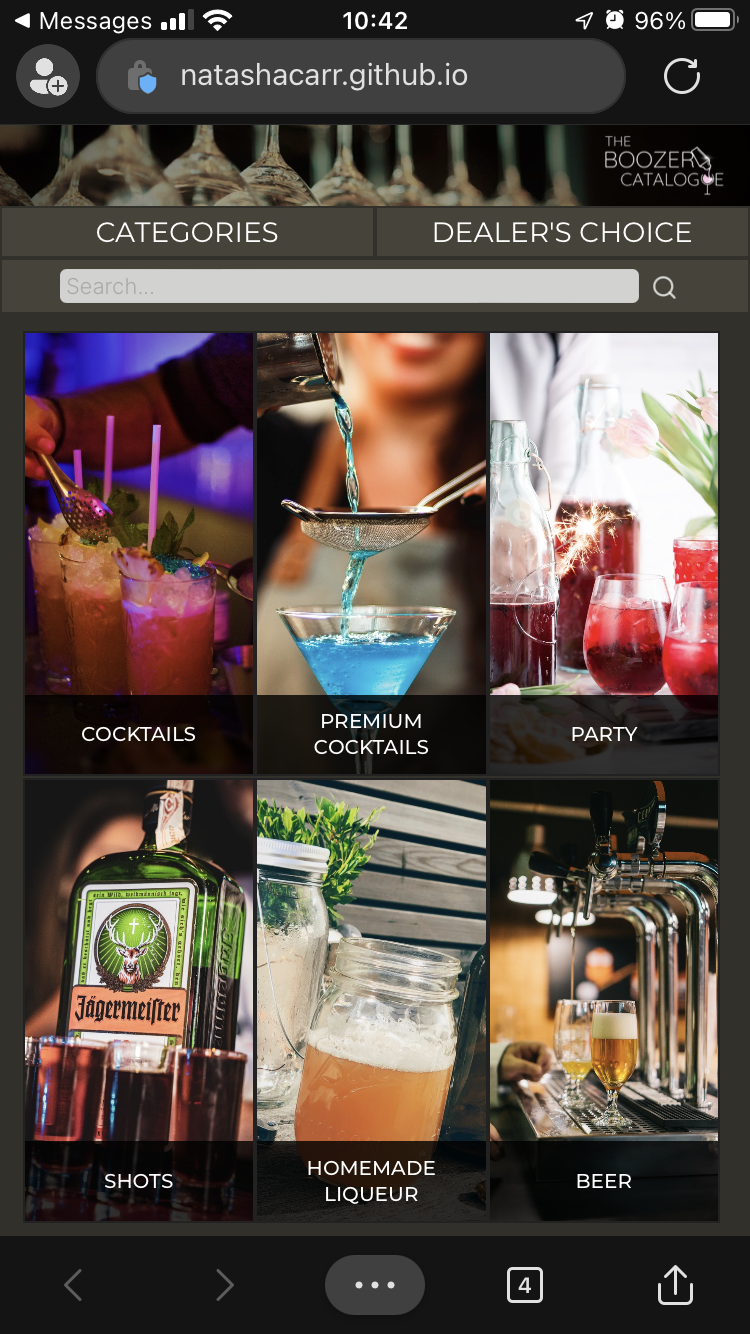 Messages
10:42
96%
natashacarr.github.io
THE
BOOZER
CATALOGUE
CATEGORIES
DEALER'S CHOICE
Search...
COCKTAILS
PREMIUM
COCKTAILS
PARTY
Jägermeister
SHOTS
HOMEMADE
LIQUEUR
BEER
4